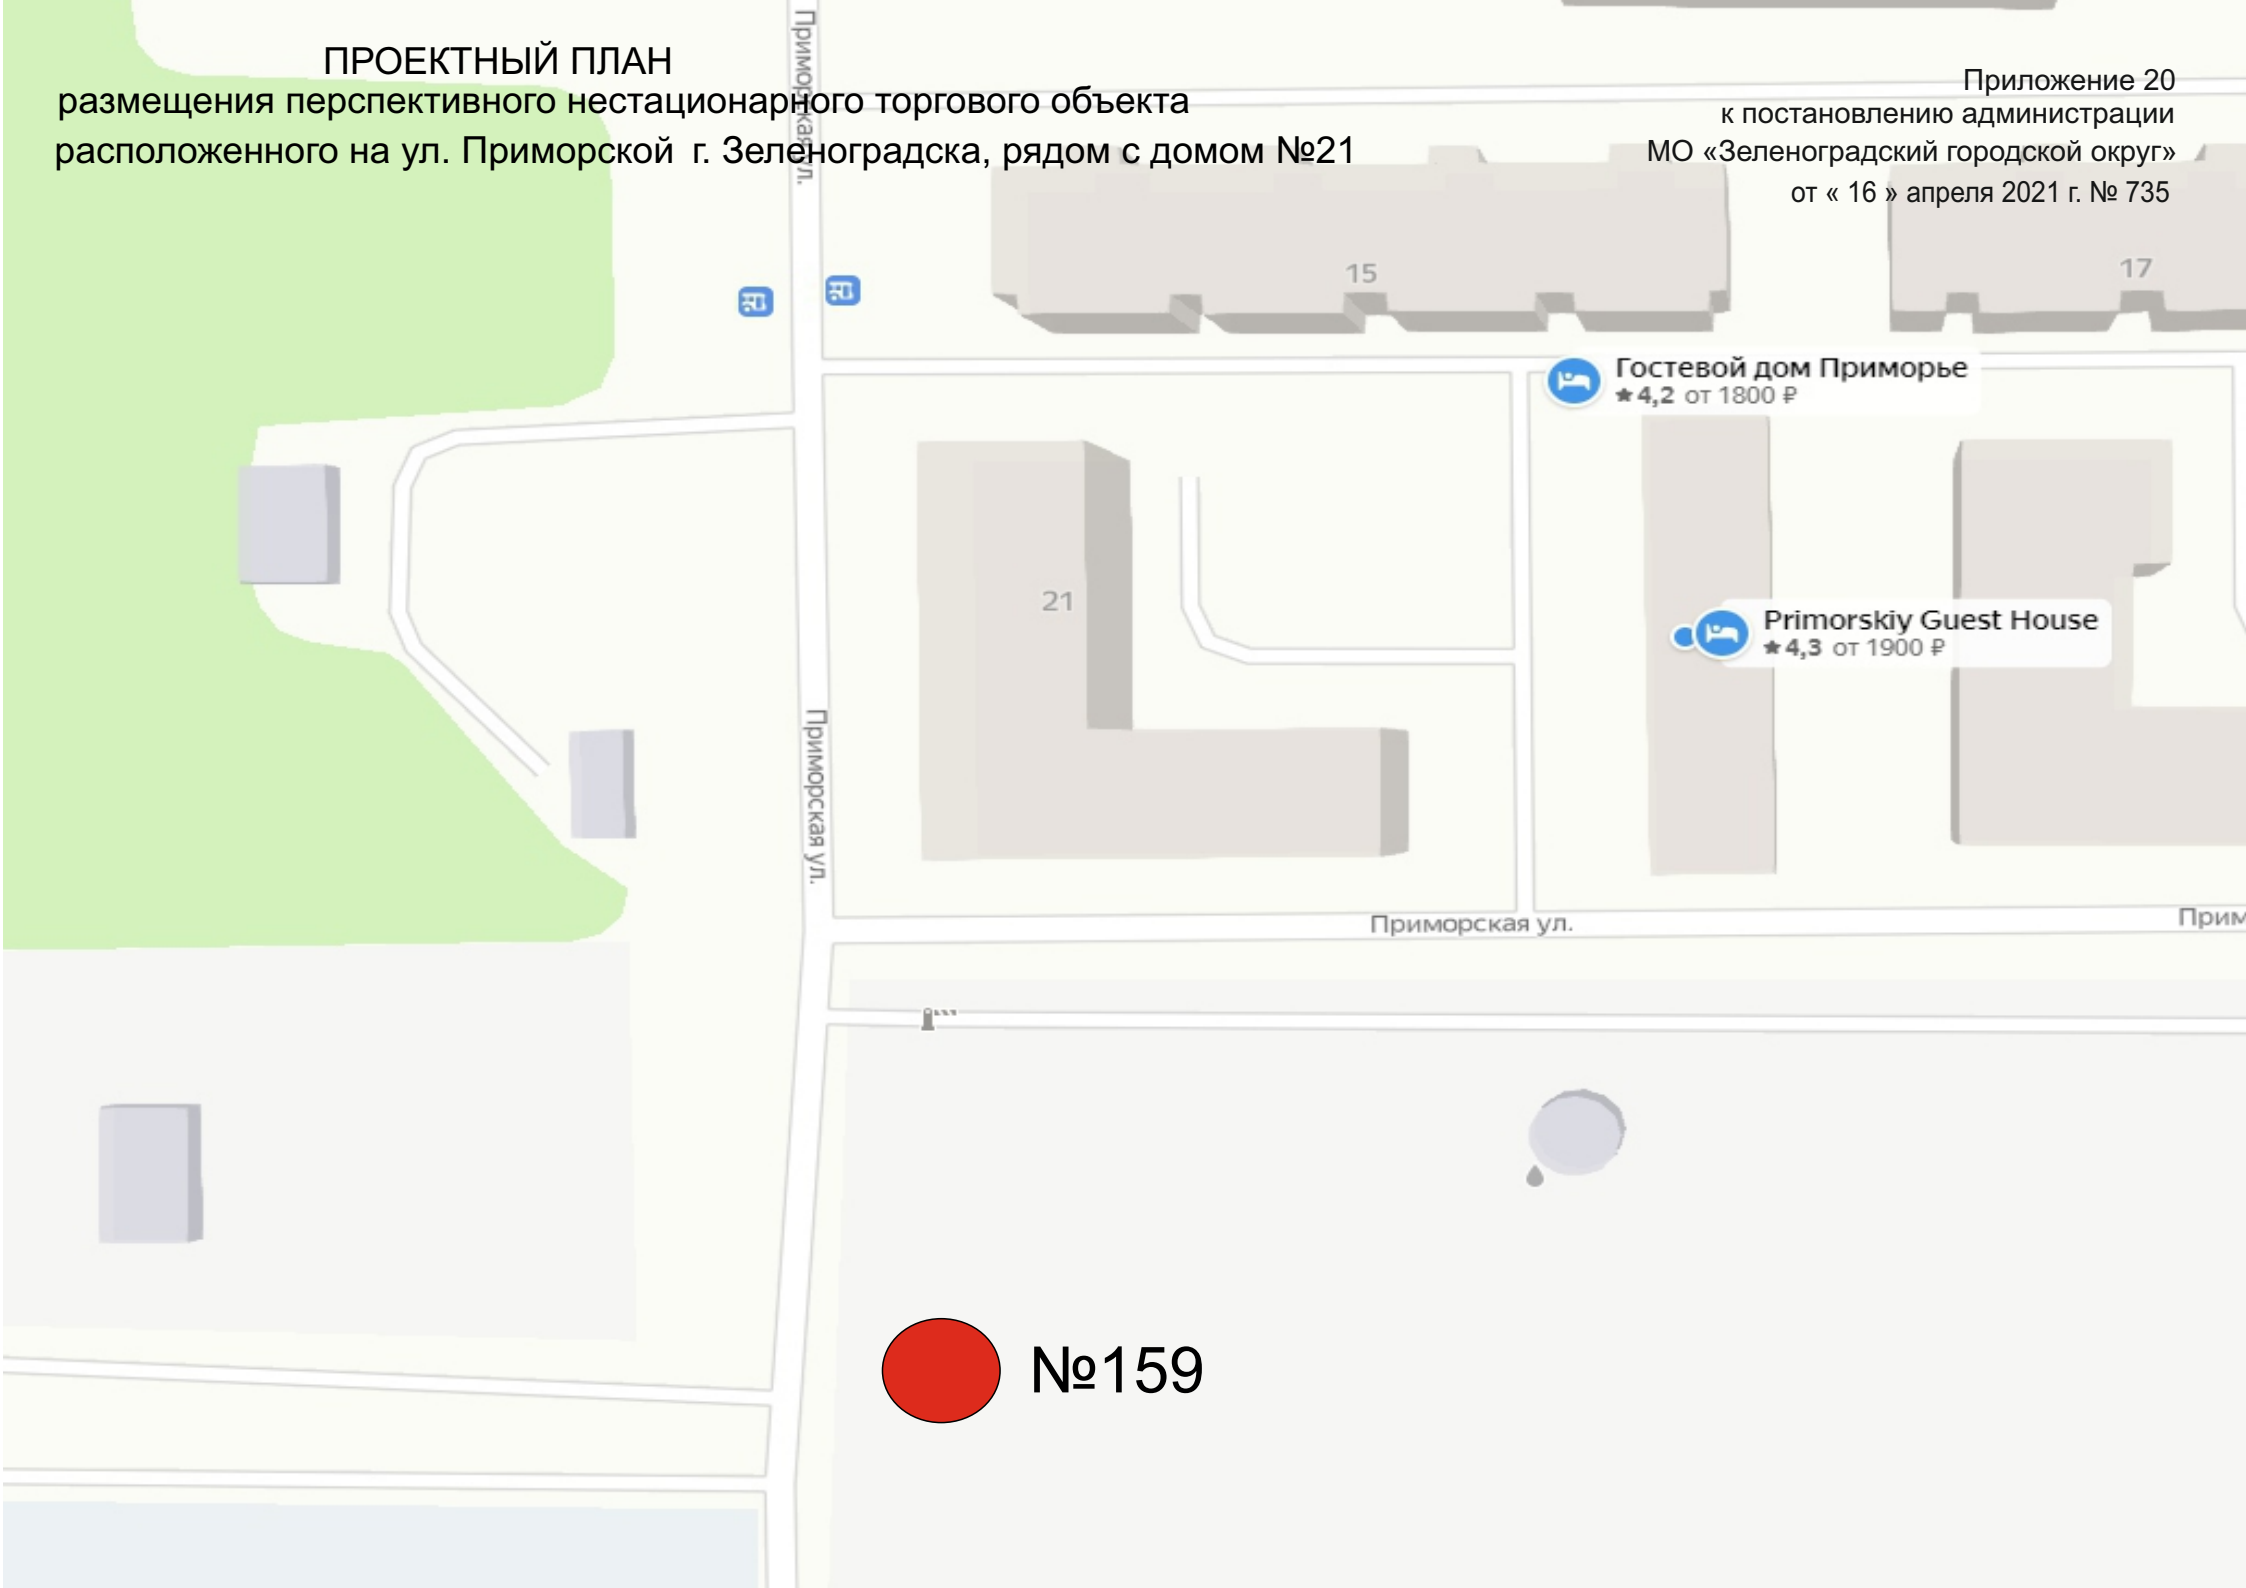 ПРОЕКТНЫЙ ПЛАН
размещения перспективного нестационарного торгового объекта
расположенного на ул. Приморской г. Зеленоградска, рядом с домом №21
Приложение 20
к постановлению администрации
МО «Зеленоградский городской округ»
от « 16 » апреля 2021 г. № 735
Приморская ул.
15
17
Гостевой дом Приморье
★4,2 от 1800 ₽
21
Primorskiy Guest House
★4,3 от 1900 ₽
Приморская ул.
Приморская ул.
Прим
№159